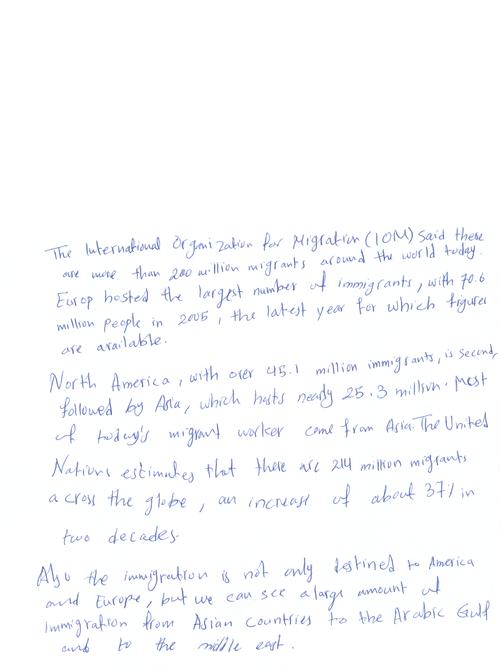 The International Organization for Migration (IOM) said there
are more than 200 million migrants around the world today.
Europ hosted the largest number of immigrants, with 70.6
million people in 2005, the latest year for which figures
are available.
North America, with over 45.1 million immigrants, is second,
followed by Asia, which hosts nearly 25.3 million. Most
of today's migrant worker come from Asia. The United
Nations estimates that there are 214 million migrants
across the globe, an increase of about 37% in
two decades.
Also the immigration is not only destined to America
and Europe, but we can see a large amount of
immigration from Asian Countries to the Arabic Gulf
and to the middle east.